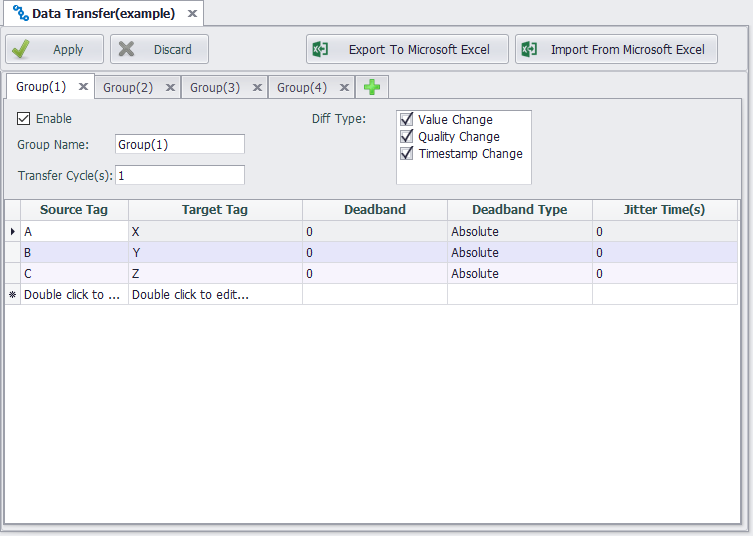 Data Transfer(example)
Apply Discard Export To Microsoft Excel Import From Microsoft Excel
Group(1) Group(2) Group(3) Group(4)
Enable
Group Name: Group(1)
Transfer Cycle(s): 1
Diff Type:
Value Change
Quality Change
Timestamp Change
Source Tag Target Tag Deadband Deadband Type Jitter Time(s)
A X 0 Absolute 0
B Y 0 Absolute 0
C Z 0 Absolute 0
Double click to ... Double click to edit...